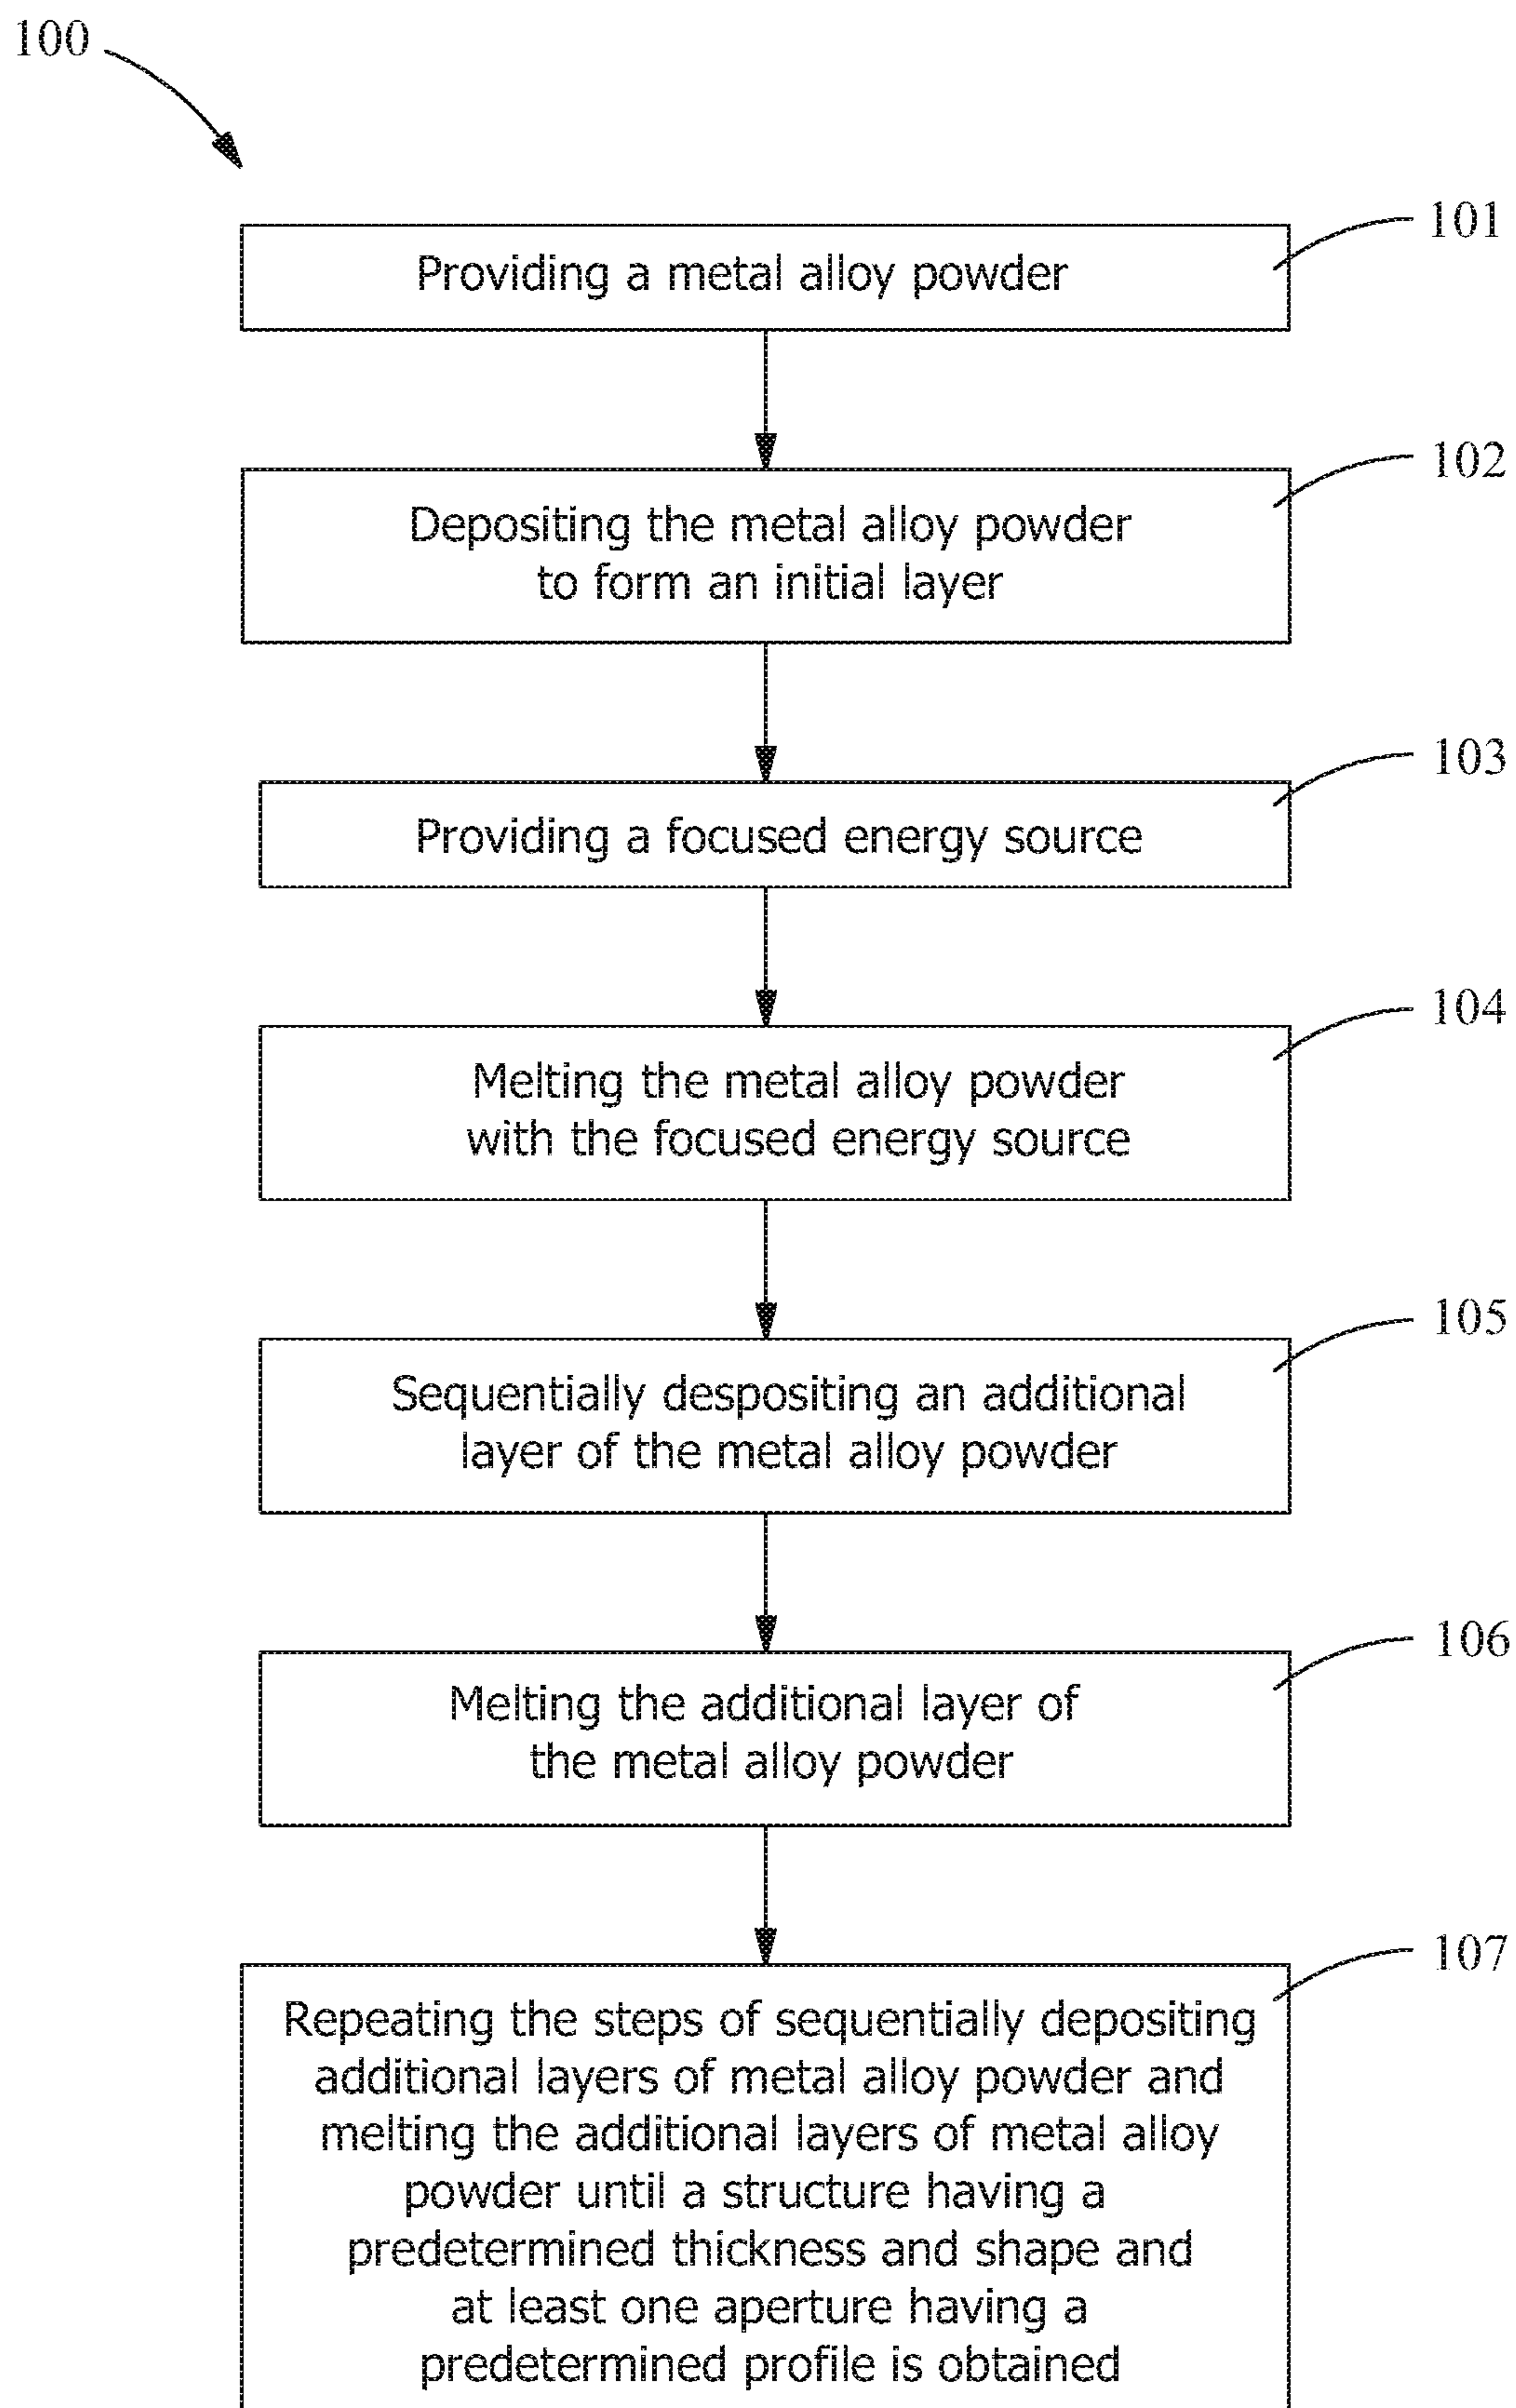 100
101
Providing a metal alloy powder
102
Depositing the metal alloy powder
to form an initial layer
103
Providing a focused energy source
104
Melting the metal alloy powder
with the focused energy source
105
Sequentially despositing an additional
layer of the metal alloy powder
106
Melting the additional layer of
the metal alloy powder
107
Repeating the steps of sequentially depositing
additional layers of metal alloy powder and
melting the additional layers of metal alloy
powder until a structure having a
predetermined thickness and shape and
at least one aperture having a
predetermined profile is obtained